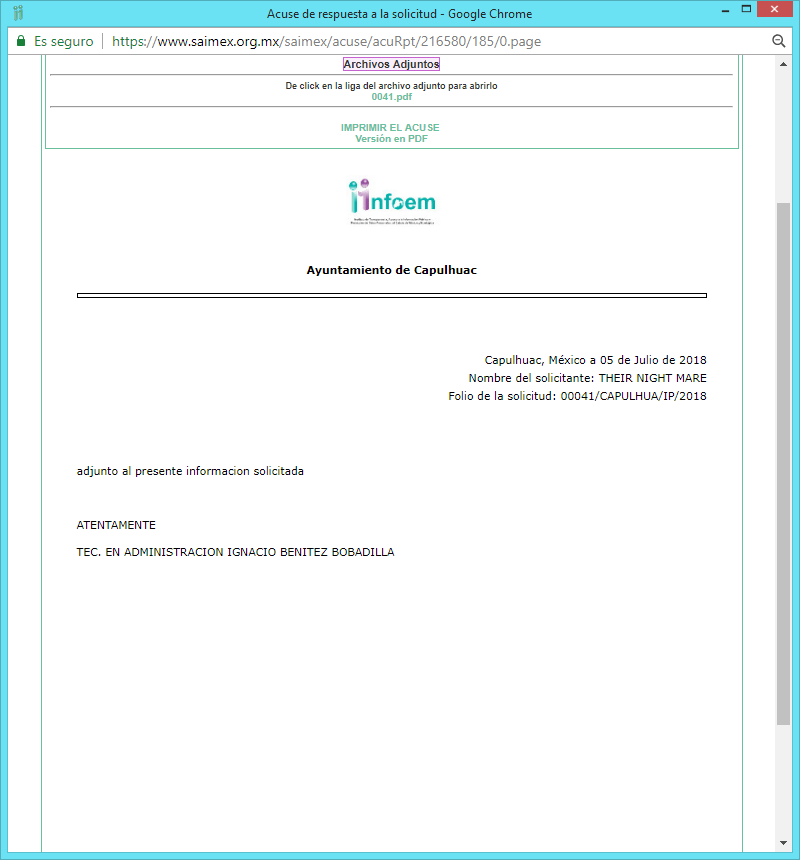 Acuse de respuesta a la solicitud - Google Chrome
Es seguro | https://www.saimex.org.mx/saimex/acuse/acuRpt/216580/185/0.page
Archivos Adjuntos
De click en la liga del archivo adjunto para abrirlo
0041.pdf
IMPRIMIR EL ACUSE
Versión en PDF
infoem
Ayuntamiento de Capulhuac
Capulhuac, México a 05 de Julio de 2018
Nombre del solicitante: THEIR NIGHT MARE
Folio de la solicitud: 00041/CAPULHUA/IP/2018
adjunto al presente informacion solicitada
ATENTAMENTE
TEC. EN ADMINISTRACION IGNACIO BENITEZ BOBADILLA